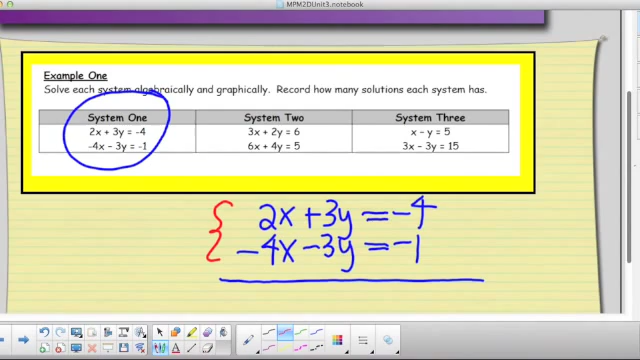 MPM2DUnit3.notebook
Example One
Solve each system algebraically and graphically. Record how many solutions each system has.
System One System Two System Three
2x + 3y = -4 3x + 2y = 6 x – y = 5
-4x – 3y = -1 6x + 4y = 5 3x – 3y = 15
2x + 3y = -4
-4x - 3y = -1